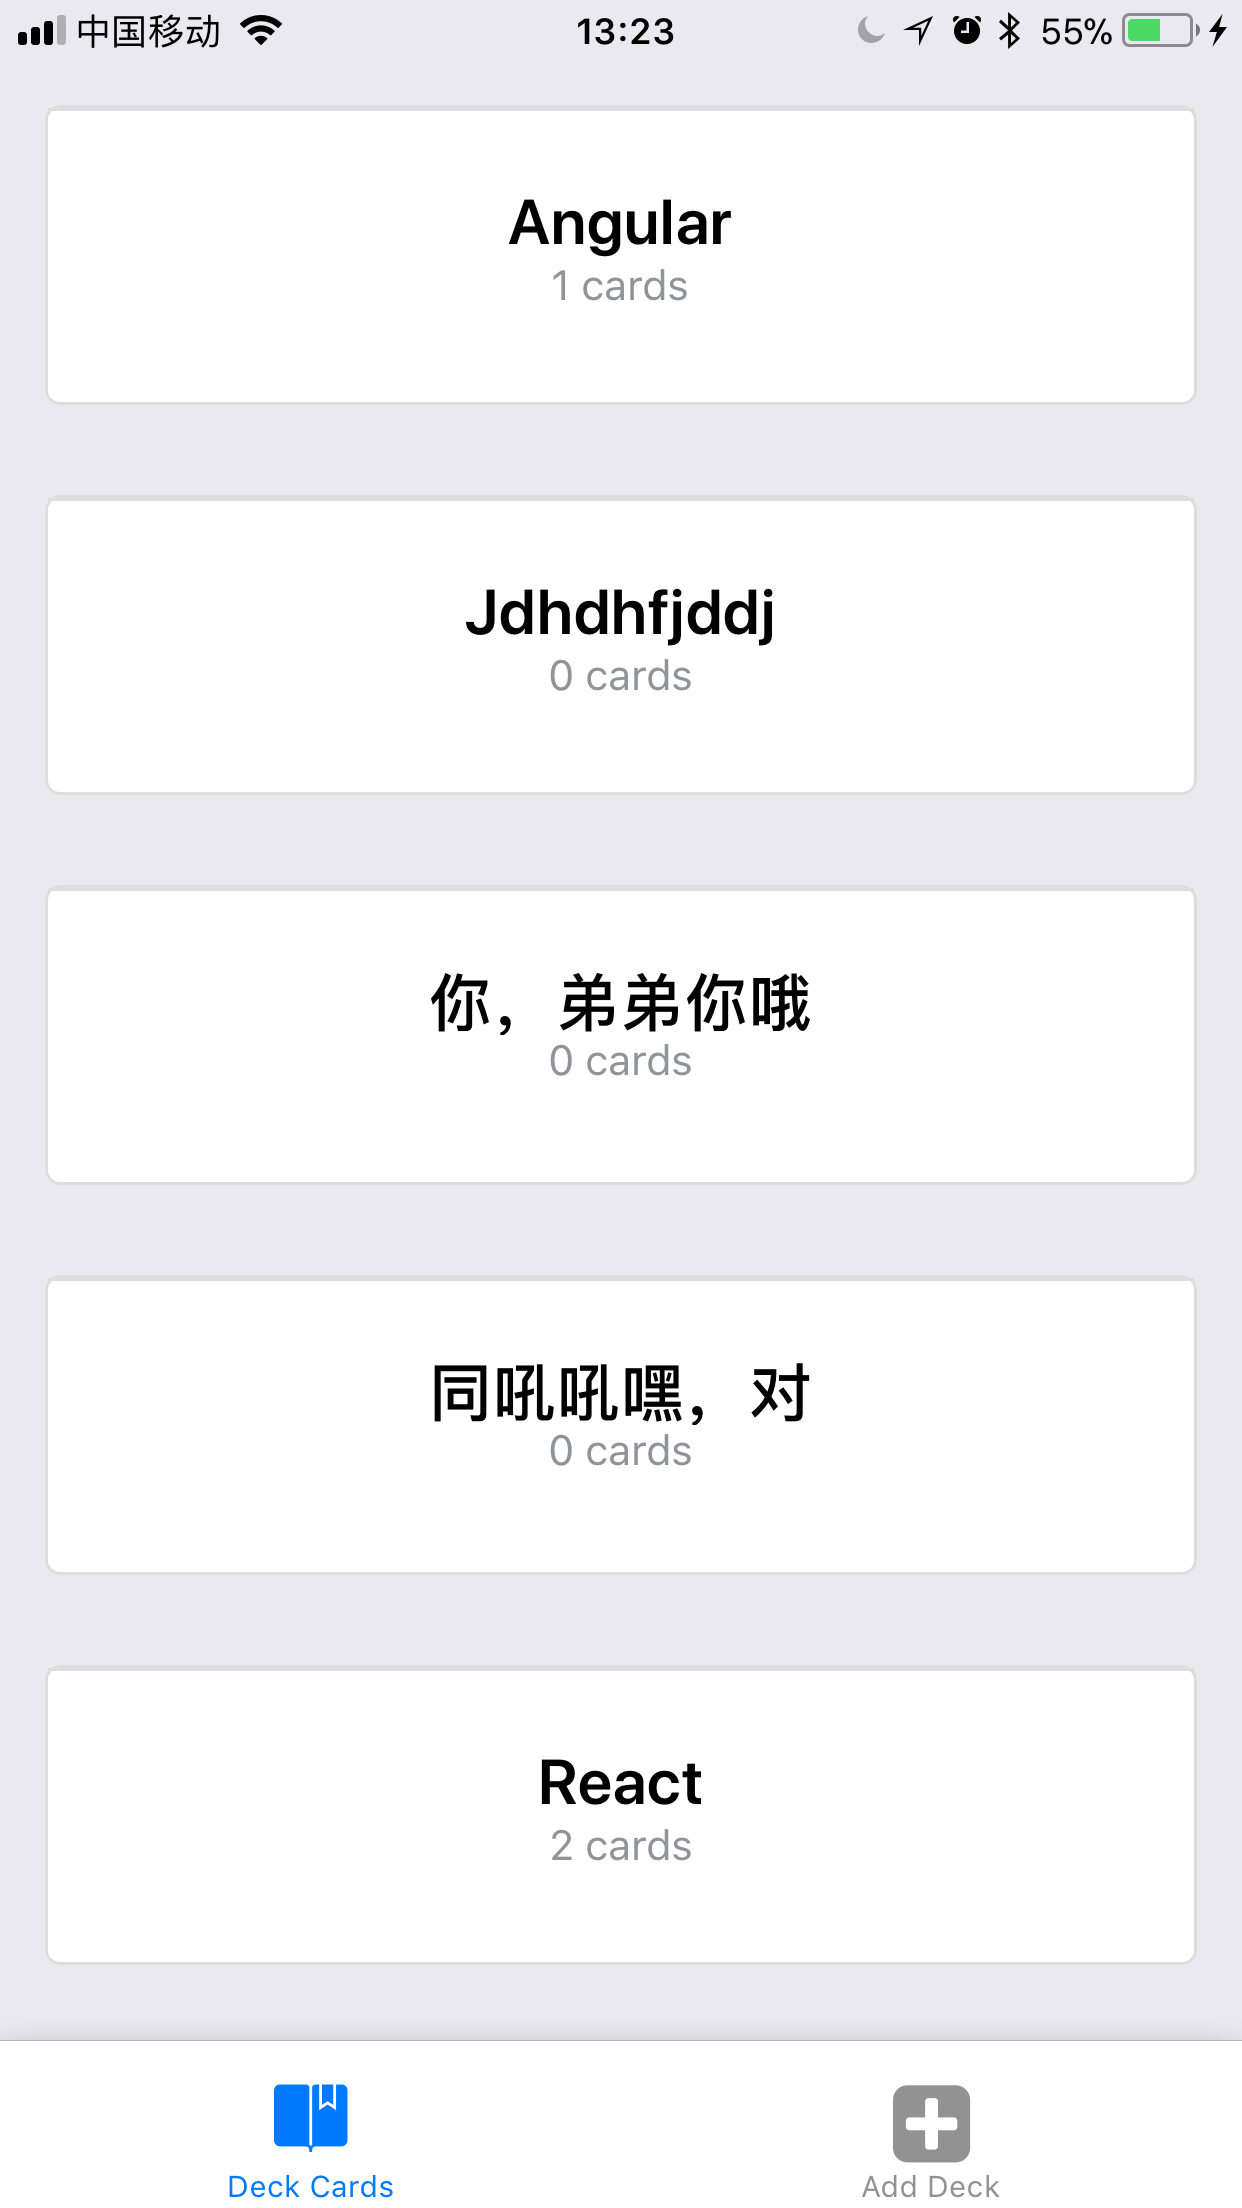 中国移动
13:23
55%
Angular
1 cards
Jdhdhfjddj
0 cards
你，弟弟你哦
0 cards
同吼吼嘿，对
0 cards
React
2 cards
Deck Cards
Add Deck